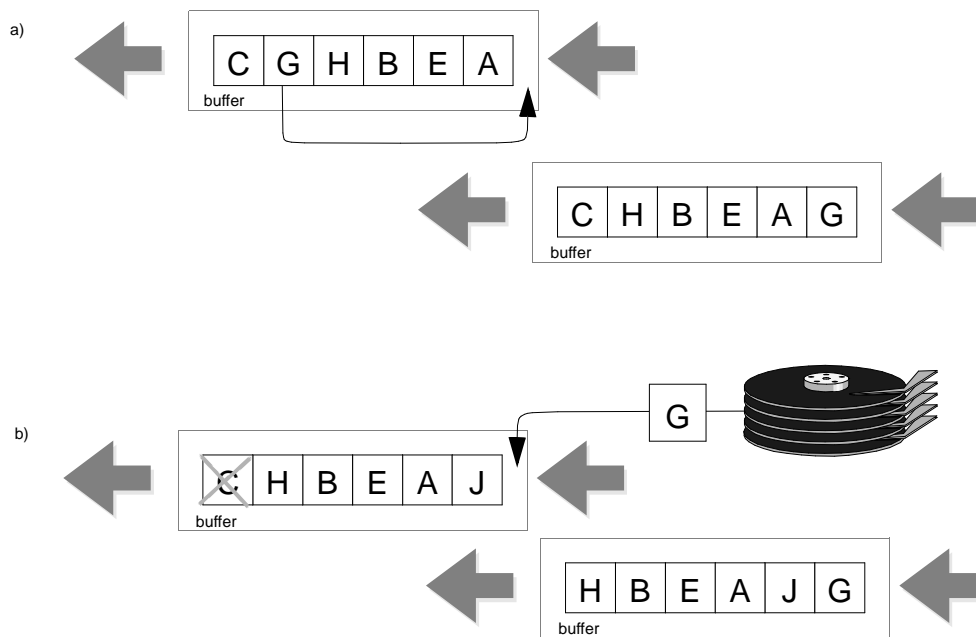 a)
C G H B E A
buffer
C H B E A G
buffer
G
b)
C H B E A J
buffer
H B E A J G
buffer